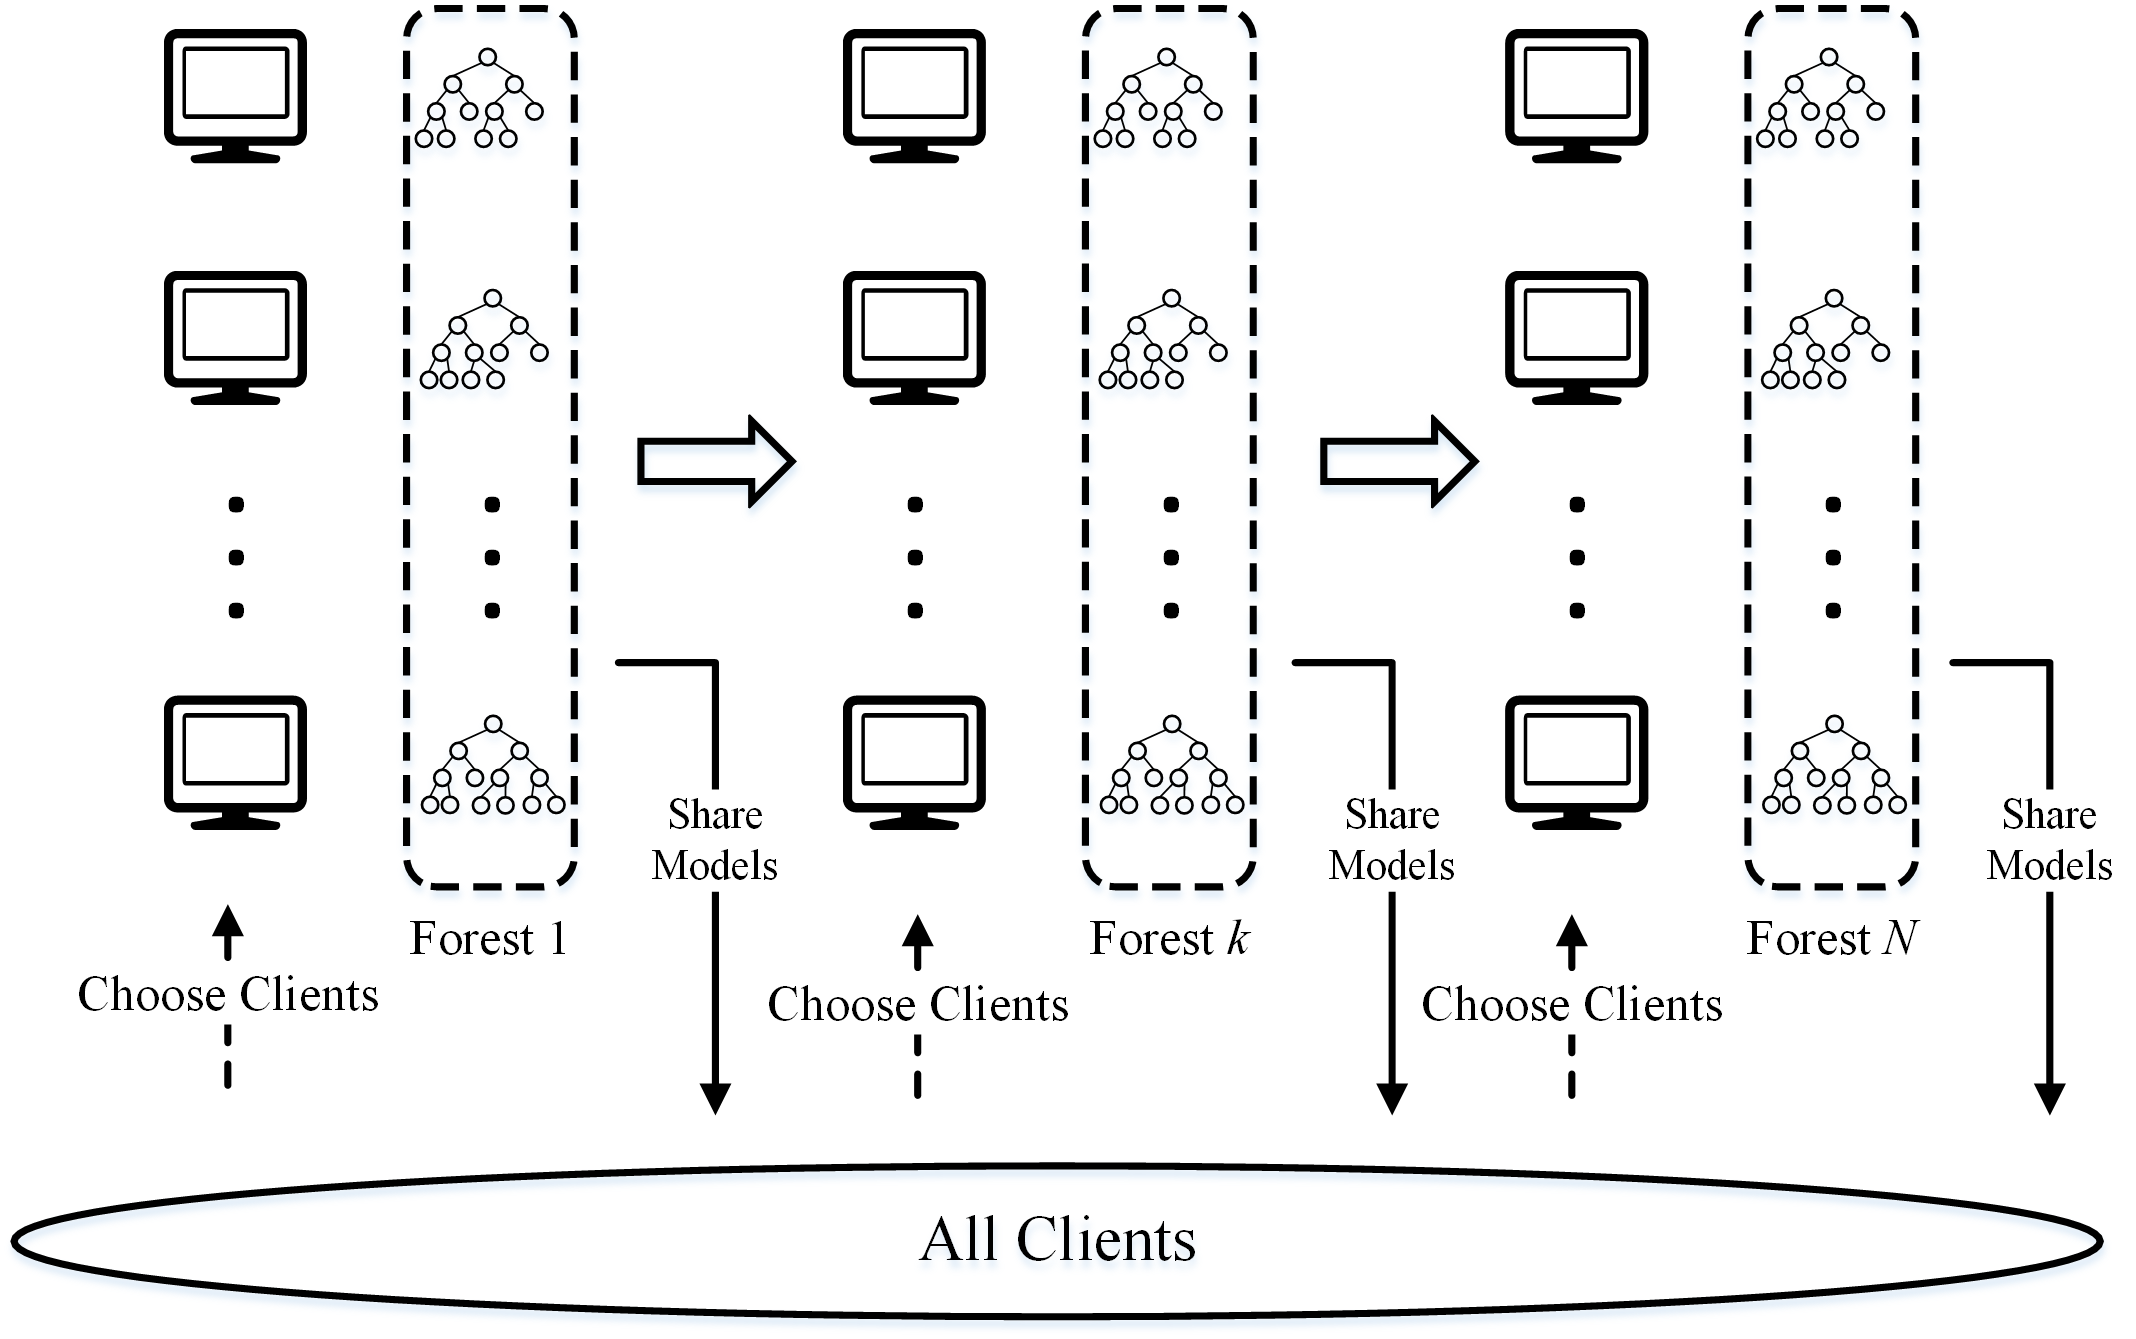 Share
Models
Share
Models
Share
Models
Forest 1
Forest k
Forest N
Choose Clients
Choose Clients
Choose Clients
All Clients